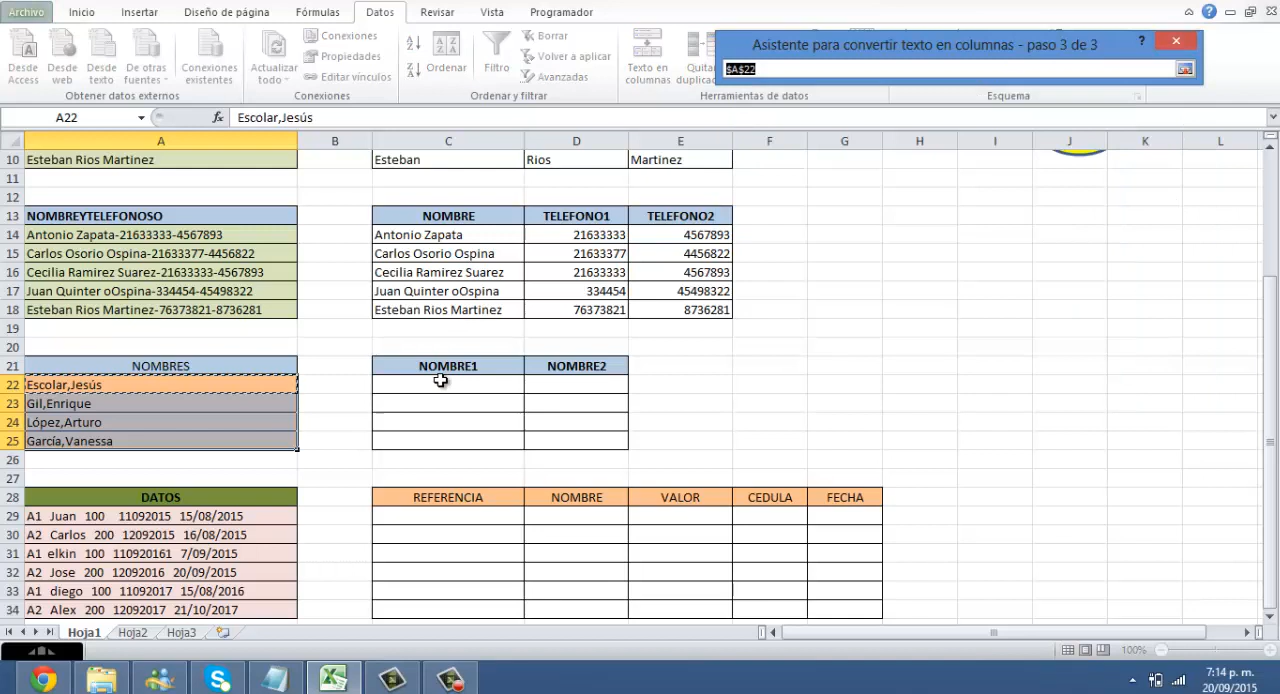 Archivo Inicio Insertar Diseño de página Fórmulas Datos Revisar Vista Programador
Desde Access
Desde web
Desde texto
De otras fuentes
Conexiones existentes
Obtener datos externos
Actualizar todo
Conexiones
Propiedades
Editar vínculos
Conexiones
Ordenar
Filtro
Borrar
Volver a aplicar
Avanzadas
Ordenar y filtrar
Texto en columnas
Quitar
Herramientas de datos
Esquema
Asistente para convertir texto en columnas - paso 3 de 3
$A$22
A22 fx Escolar,Jesús
A B C D E F G H I J K L
10 Esteban Rios Martinez Esteban Rios Martinez
11
12
13 NOMBREYTELEFONOSO NOMBRE TELEFONO1 TELEFONO2
14 Antonio Zapata-21633333-4567893 Antonio Zapata 21633333 4567893
15 Carlos Osorio Ospina-21633377-4456822 Carlos Osorio Ospina 21633377 4456822
16 Cecilia Ramirez Suarez-21633333-4567893 Cecilia Ramirez Suarez 21633333 4567893
17 Juan Quinter oOspina-334454-45498322 Juan Quinter oOspina 334454 45498322
18 Esteban Rios Martinez-76373821-8736281 Esteban Rios Martinez 76373821 8736281
19
20
21 NOMBRES NOMBRE1 NOMBRE2
22 Escolar,Jesús
23 Gil,Enrique
24 López,Arturo
25 García,Vanessa
26
27
28 DATOS REFERENCIA NOMBRE VALOR CEDULA FECHA
29 A1 Juan 100 11092015 15/08/2015
30 A2 Carlos 200 12092015 16/08/2015
31 A1 elkin 100 110920161 7/09/2015
32 A2 Jose 200 12092016 20/09/2015
33 A1 diego 100 11092017 15/08/2016
34 A2 Alex 200 12092017 21/10/2017
Hoja1 Hoja2 Hoja3
100%
7:14 p. m.
20/09/2015